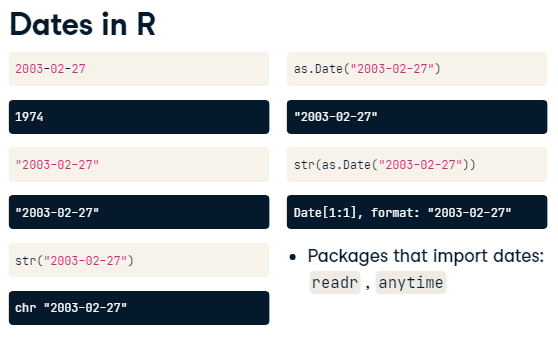 Dates in R
2003-02-27
1974
"2003-02-27"
"2003-02-27"
str("2003-02-27")
chr "2003-02-27"
as.Date("2003-02-27")
"2003-02-27"
str(as.Date("2003-02-27"))
Date[1:1], format: "2003-02-27"
• Packages that import dates:
readr , anytime